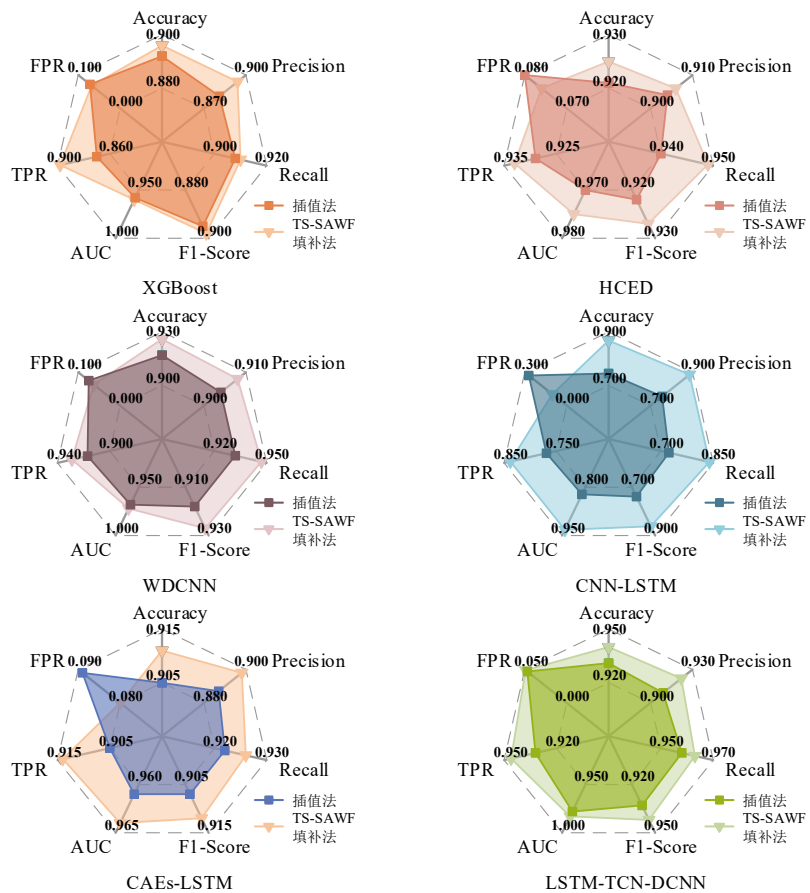 Accuracy
0.900
FPR
0.100
0.880
0.900
Precision
0.000
0.870
0.860
0.900
TPR
0.900
0.920
Recall
0.950
0.880
AUC
1.000
0.900
F1-Score
插值法
TS-SAWF
填补法
XGBoost
Accuracy
0.930
FPR
0.080
0.920
0.910
Precision
0.070
0.900
0.925
0.940
TPR
0.935
0.950
Recall
0.970
0.920
AUC
0.980
0.930
F1-Score
插值法
TS-SAWF
填补法
HCED
Accuracy
0.930
FPR
0.100
0.900
0.910
Precision
0.000
0.900
0.900
0.920
TPR
0.940
0.950
Recall
0.950
0.910
AUC
1.000
0.930
F1-Score
插值法
TS-SAWF
填补法
WDCNN
Accuracy
0.900
FPR
0.300
0.700
0.900
Precision
0.000
0.700
0.750
0.700
TPR
0.850
0.850
Recall
0.800
0.700
AUC
0.950
0.900
F1-Score
插值法
TS-SAWF
填补法
CNN-LSTM
Accuracy
0.915
FPR
0.090
0.905
0.900
Precision
0.080
0.880
0.905
0.920
TPR
0.915
0.930
Recall
0.960
0.905
AUC
0.965
0.915
F1-Score
插值法
TS-SAWF
填补法
CAEs-LSTM
Accuracy
0.950
FPR
0.050
0.920
0.930
Precision
0.000
0.900
0.920
0.950
TPR
0.950
0.970
Recall
0.950
0.920
AUC
1.000
0.950
F1-Score
插值法
TS-SAWF
填补法
LSTM-TCN-DCNN